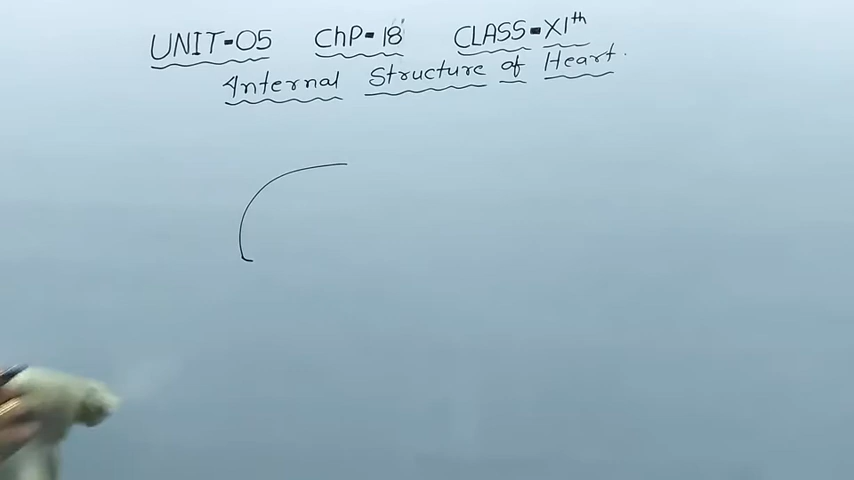 UNIT-05 ChP-18 CLASS-XIth
Internal Structure of Heart.